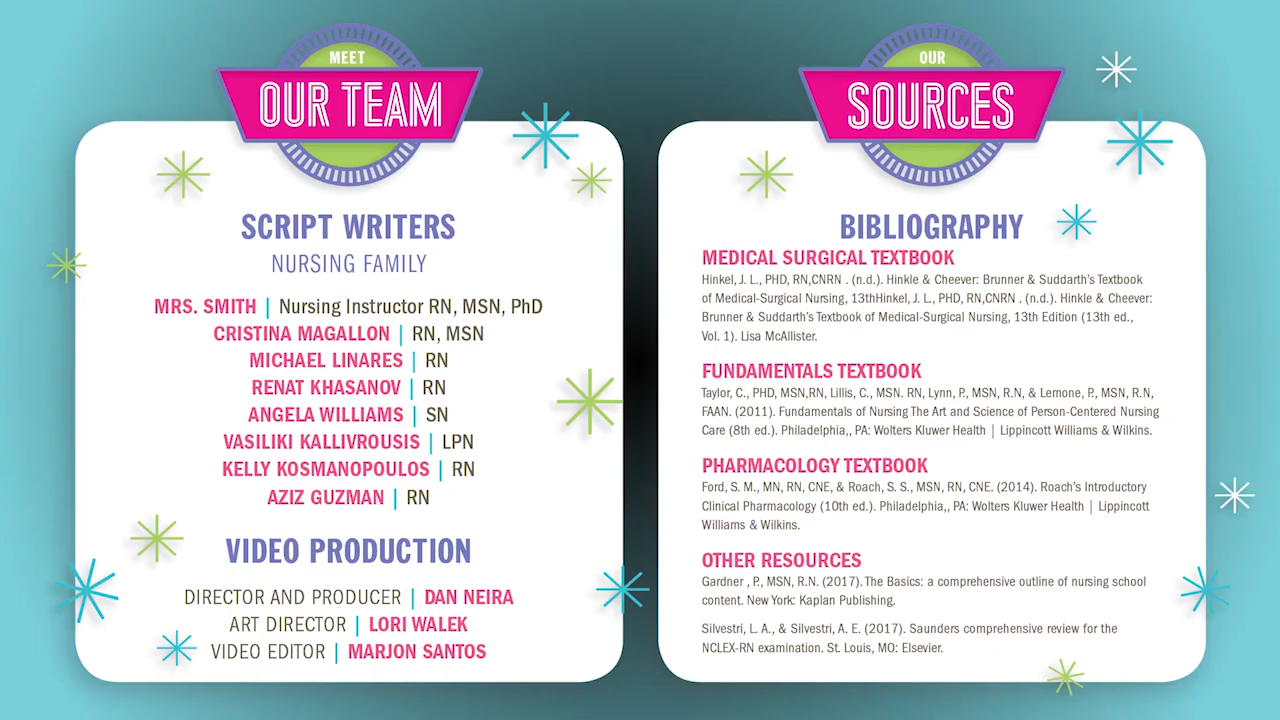 MEET
OUR TEAM
SCRIPT WRITERS
NURSING FAMILY
MRS. SMITH | Nursing Instructor RN, MSN, PhD
CRISTINA MAGALLON | RN, MSN
MICHAEL LINARES | RN
RENAT KHASANOV | RN
ANGELA WILLIAMS | SN
VASILIKI KALLIVROUSIS | LPN
KELLY KOSMANOPOULOS | RN
AZIZ GUZMAN | RN
VIDEO PRODUCTION
DIRECTOR AND PRODUCER | DAN NEIRA
ART DIRECTOR | LORI WALEK
VIDEO EDITOR | MARJON SANTOS
OUR
SOURCES
BIBLIOGRAPHY
MEDICAL SURGICAL TEXTBOOK
Hinkel, J. L., PHD, RN,CNRN . (n.d.). Hinkle & Cheever: Brunner & Suddarth's Textbook
of Medical-Surgical Nursing, 13thHinkel, J. L., PHD, RN,CNRN . (n.d.). Hinkle & Cheever:
Brunner & Suddarth's Textbook of Medical-Surgical Nursing, 13th Edition (13th ed.,
Vol. 1). Lisa McAllister.
FUNDAMENTALS TEXTBOOK
Taylor, C., PHD, MSN,RN, Lillis, C., MSN. RN, Lynn, P., MSN, R.N, & Lemone, P., MSN, R.N,
FAAN. (2011). Fundamentals of Nursing The Art and Science of Person-Centered Nursing
Care (8th ed.). Philadelphia,, PA: Wolters Kluwer Health | Lippincott Williams & Wilkins.
PHARMACOLOGY TEXTBOOK
Ford, S. M., MN, RN, CNE, & Roach, S. S., MSN, RN, CNE. (2014). Roach's Introductory
Clinical Pharmacology (10th ed.). Philadelphia,, PA: Wolters Kluwer Health | Lippincott
Williams & Wilkins.
OTHER RESOURCES
Gardner , P., MSN, R.N. (2017). The Basics: a comprehensive outline of nursing school
content. New York: Kaplan Publishing.
Silvestri, L. A., & Silvestri, A. E. (2017). Saunders comprehensive review for the
NCLEX-RN examination. St. Louis, MO: Elsevier.